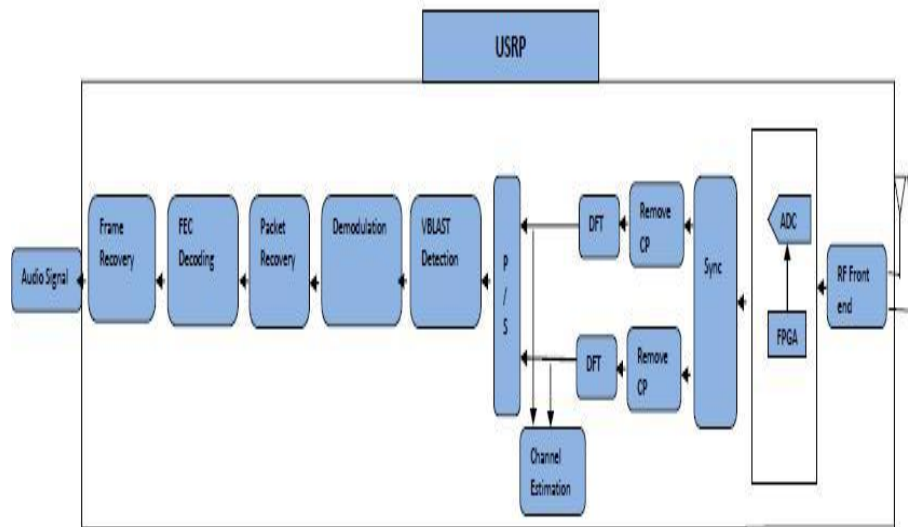 USRP
Audio Signal
Frame
Recovery
FEC
Decoding
Packet
Recovery
Demodulation
VBLAST
Detection
P
/
S
DFT
Remove
CP
DFT
Remove
CP
Channel
Estimation
Sync
ADC
FPGA
RF Front
end